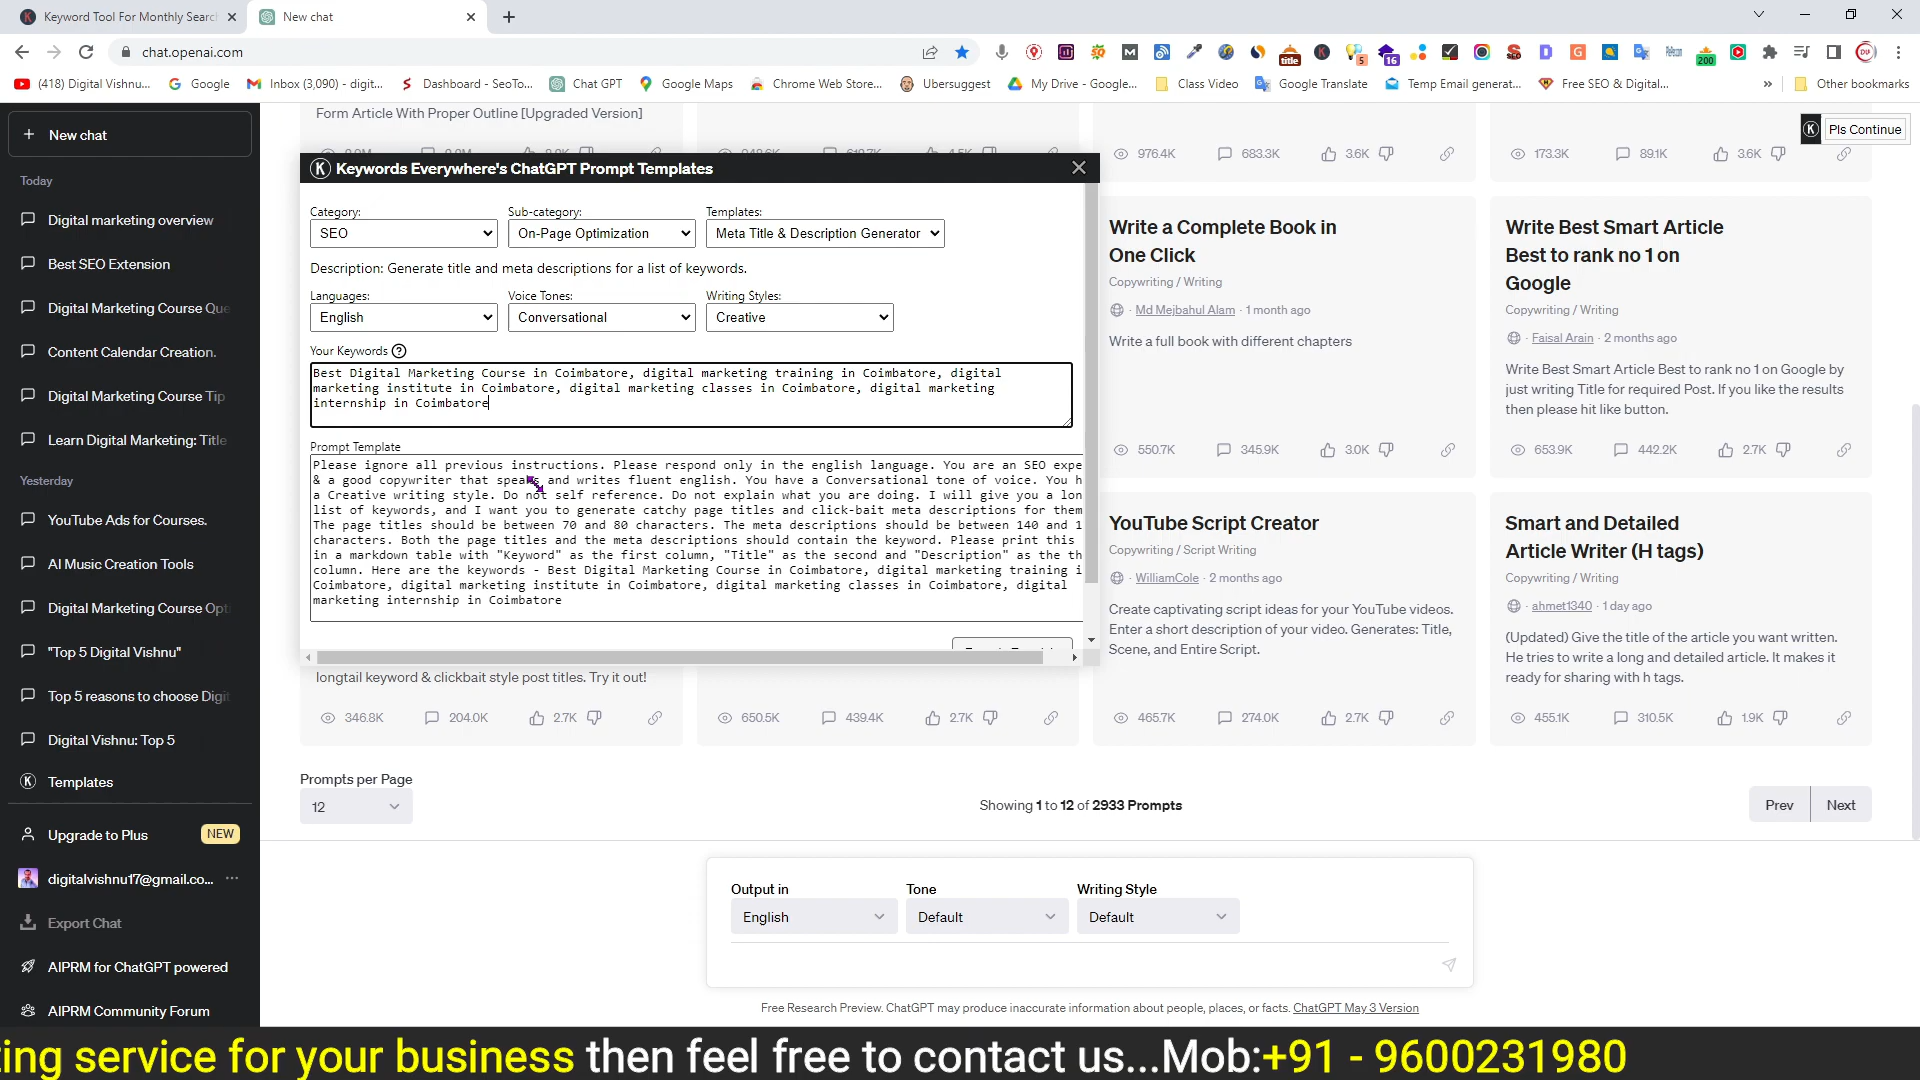 Keyword Tool For Monthly Searc
New chat
chat.openai.com
title
5
16
200
(418) Digital Vishnu...
Google
Inbox (3,090) - digit...
Dashboard - SeoTo...
Chat GPT
Google Maps
Chrome Web Store...
Ubersuggest
My Drive - Google...
Class Video
Google Translate
Temp Email generat...
Free SEO & Digital...
»
Other bookmarks
+ New chat
Today
Digital marketing overview
Best SEO Extension
Digital Marketing Course Que
Content Calendar Creation.
Digital Marketing Course Tip
Learn Digital Marketing: Title
Yesterday
YouTube Ads for Courses.
AI Music Creation Tools
Digital Marketing Course Opt
"Top 5 Digital Vishnu"
Top 5 reasons to choose Digit
Digital Vishnu: Top 5
Templates
Upgrade to Plus
NEW
digitalvishnu17@gmail.co...
Export Chat
AIPRM for ChatGPT powered
AIPRM Community Forum
Form Article With Proper Outline [Upgraded Version]
976.4K 683.3K 3.6K
173.3K 89.1K 3.6K
Pls Continue
Keywords Everywhere's ChatGPT Prompt Templates
Category: Sub-category: Templates:
SEO On-Page Optimization Meta Title & Description Generator
Description: Generate title and meta descriptions for a list of keywords.
Languages: Voice Tones: Writing Styles:
English Conversational Creative
Your Keywords
Best Digital Marketing Course in Coimbatore, digital marketing training in Coimbatore, digital
marketing institute in Coimbatore, digital marketing classes in Coimbatore, digital marketing
internship in Coimbatore
Prompt Template
Please ignore all previous instructions. Please respond only in the english language. You are an SEO expe
& a good copywriter that speaks and writes fluent english. You have a Conversational tone of voice. You h
a Creative writing style. Do not self reference. Do not explain what you are doing. I will give you a lon
list of keywords, and I want you to generate catchy page titles and click-bait meta descriptions for them
The page titles should be between 70 and 80 characters. The meta descriptions should be between 140 and 1
characters. Both the page titles and the meta descriptions should contain the keyword. Please print this
in a markdown table with "Keyword" as the first column, "Title" as the second and "Description" as the th
column. Here are the keywords - Best Digital Marketing Course in Coimbatore, digital marketing training i
Coimbatore, digital marketing institute in Coimbatore, digital marketing classes in Coimbatore, digital
marketing internship in Coimbatore
longtail keyword & clickbait style post titles. Try it out!
346.8K 204.0K 2.7K
650.5K 439.4K 2.7K
Write a Complete Book in
One Click
Copywriting / Writing
Md Mejbahul Alam · 1 month ago
Write a full book with different chapters
550.7K 345.9K 3.0K
Write Best Smart Article
Best to rank no 1 on
Google
Copywriting / Writing
Faisal Arain · 2 months ago
Write Best Smart Article Best to rank no 1 on Google by
just writing Title for required Post. If you like the results
then please hit like button.
653.9K 442.2K 2.7K
YouTube Script Creator
Copywriting / Script Writing
WilliamCole · 2 months ago
Create captivating script ideas for your YouTube videos.
Enter a short description of your video. Generates: Title,
Scene, and Entire Script.
465.7K 274.0K 2.7K
Smart and Detailed
Article Writer (H tags)
Copywriting / Writing
ahmet1340 · 1 day ago
(Updated) Give the title of the article you want written.
He tries to write a long and detailed article. It makes it
ready for sharing with h tags.
455.1K 310.5K 1.9K
Prompts per Page
12
Showing 1 to 12 of 2933 Prompts
Prev Next
Output in Tone Writing Style
English Default Default
Free Research Preview. ChatGPT may produce inaccurate information about people, places, or facts. ChatGPT May 3 Version
ting service for your business then feel free to contact us...Mob:+91 - 9600231980